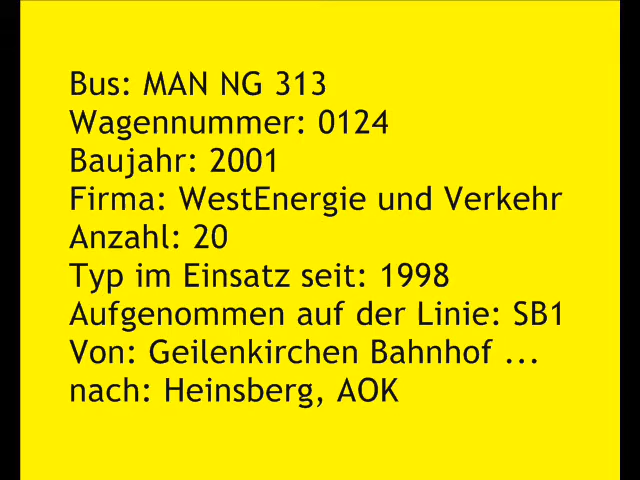 Bus: MAN NG 313
Wagennummer: 0124
Baujahr: 2001
Firma: WestEnergie und Verkehr
Anzahl: 20
Typ im Einsatz seit: 1998
Aufgenommen auf der Linie: SB1
Von: Geilenkirchen Bahnhof ...
nach: Heinsberg, AOK